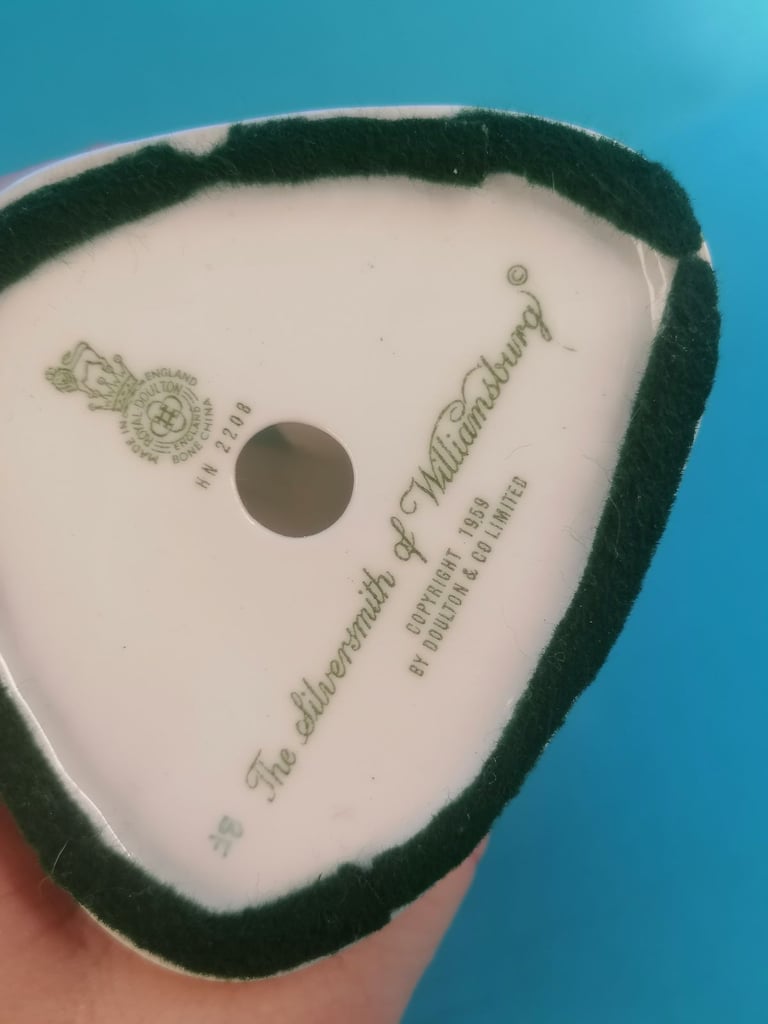 MADE IN ENGLAND
ROYAL DOULTON
ENGLAND
BONE CHINA
HN 2208
The Silversmith of Williamsburg ©
COPYRIGHT 1959
BY DOULTON & CO LIMITED